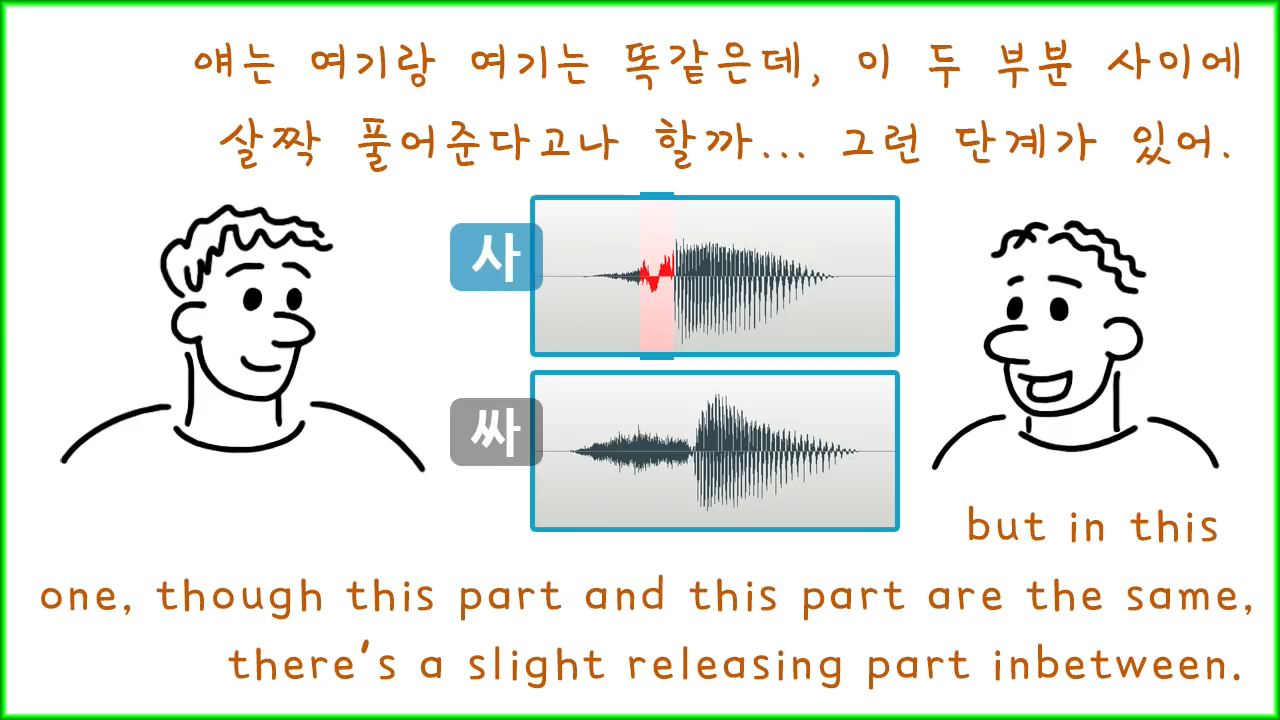 얘는 여기랑 여기는 똑같은데, 이 두 부분 사이에
살짝 풀어준다고나 할까... 그런 단계가 있어.
사
싸
but in this
one, though this part and this part are the same,
there's a slight releasing part inbetween.